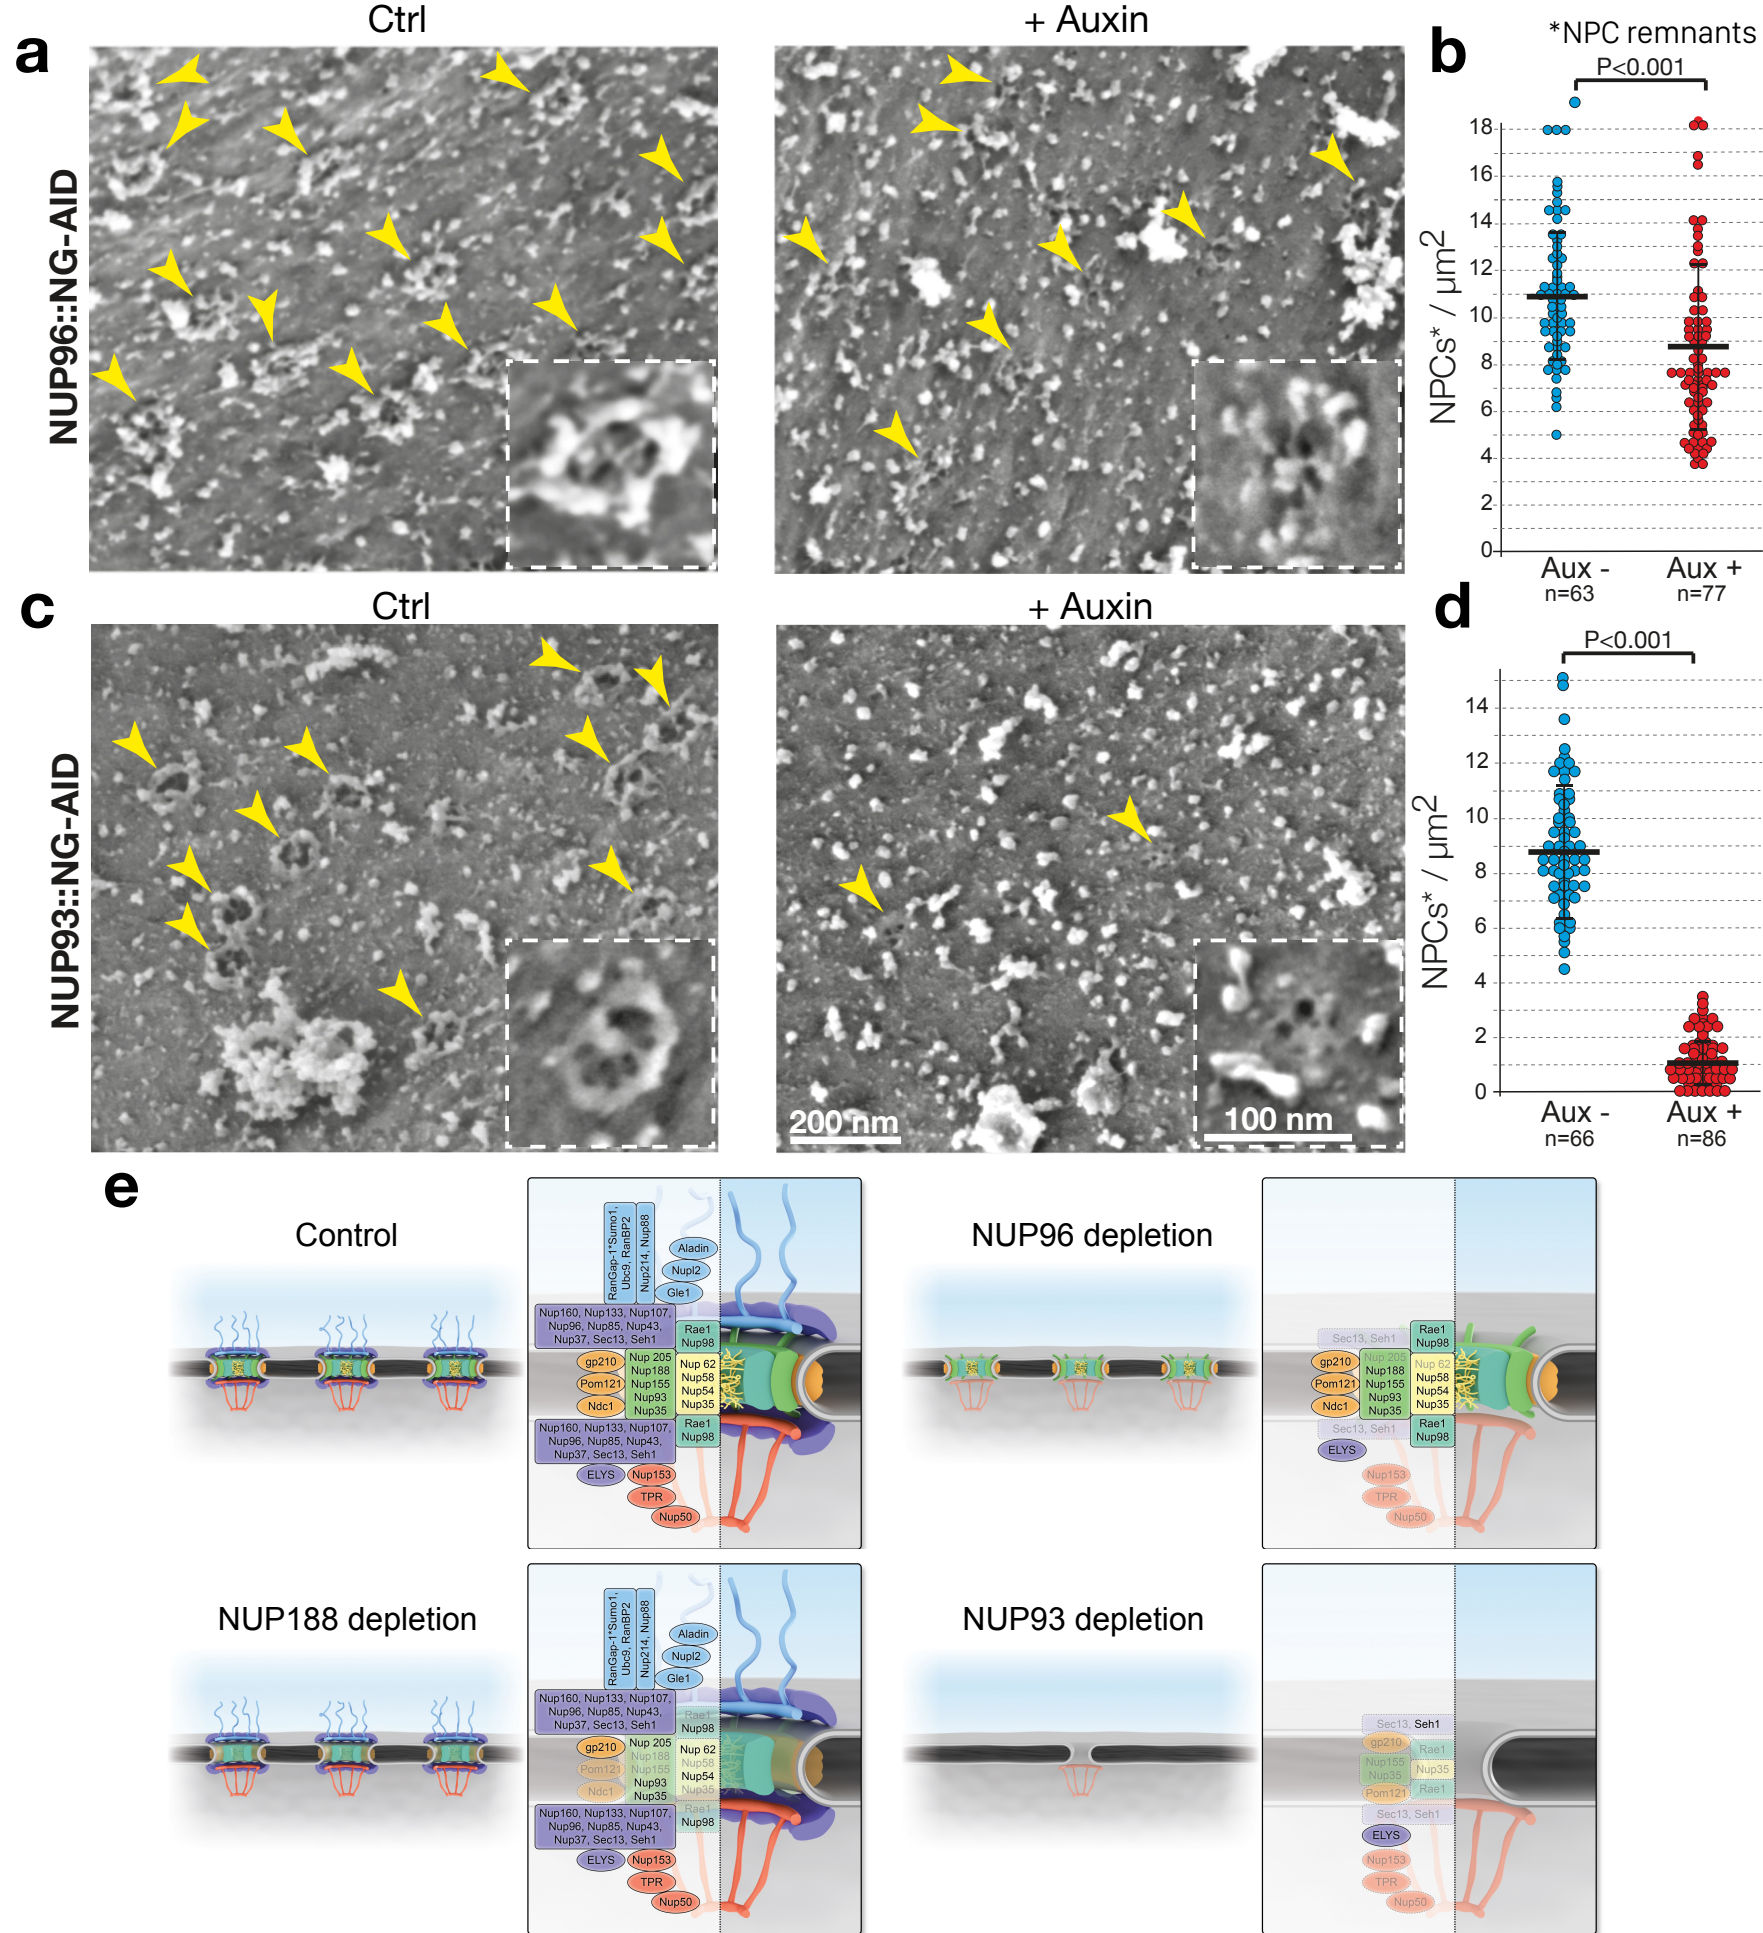 a
Ctrl
+ Auxin
NUP96::NG-AID
b
*NPC remnants
P<0.001
NPCs* / µm2
18
16
14
12
10
8
6
4
2
0
Aux -
n=63
Aux +
n=77
c
Ctrl
+ Auxin
NUP93::NG-AID
200 nm
100 nm
d
P<0.001
NPCs* / µm2
14
12
10
8
6
4
2
0
Aux -
n=66
Aux +
n=86
e
Control
RanGap-1*Sumo1,
Ubc9, RanBP2
Nup214, Nup88
Aladin
Nupl2
Gle1
Nup160, Nup133, Nup107,
Nup96, Nup85, Nup43,
Nup37, Sec13, Seh1
Rae1
Nup98
gp210
Pom121
Ndc1
Nup 205
Nup188
Nup155
Nup93
Nup35
Nup 62
Nup58
Nup54
Nup35
Nup160, Nup133, Nup107,
Nup96, Nup85, Nup43,
Nup37, Sec13, Seh1
Rae1
Nup98
ELYS
Nup153
TPR
Nup50
NUP96 depletion
Sec13, Seh1
Rae1
Nup98
gp210
Pom121
Ndc1
Nup 205
Nup188
Nup155
Nup93
Nup35
Nup 62
Nup58
Nup54
Nup35
Sec13, Seh1
Rae1
Nup98
ELYS
Nup153
TPR
Nup50
NUP188 depletion
RanGap-1*Sumo1,
Ubc9, RanBP2
Nup214, Nup88
Aladin
Nupl2
Gle1
Nup160, Nup133, Nup107,
Nup96, Nup85, Nup43,
Nup37, Sec13, Seh1
Rae1
Nup98
gp210
Pom121
Ndc1
Nup 205
Nup188
Nup155
Nup93
Nup35
Nup 62
Nup58
Nup54
Nup35
Nup160, Nup133, Nup107,
Nup96, Nup85, Nup43,
Nup37, Sec13, Seh1
Rae1
Nup98
ELYS
Nup153
TPR
Nup50
NUP93 depletion
Sec13, Seh1
gp210
Rae1
Nup155
Nup35
Nup35
Pom121
Rae1
Sec13, Seh1
ELYS
Nup153
TPR
Nup50